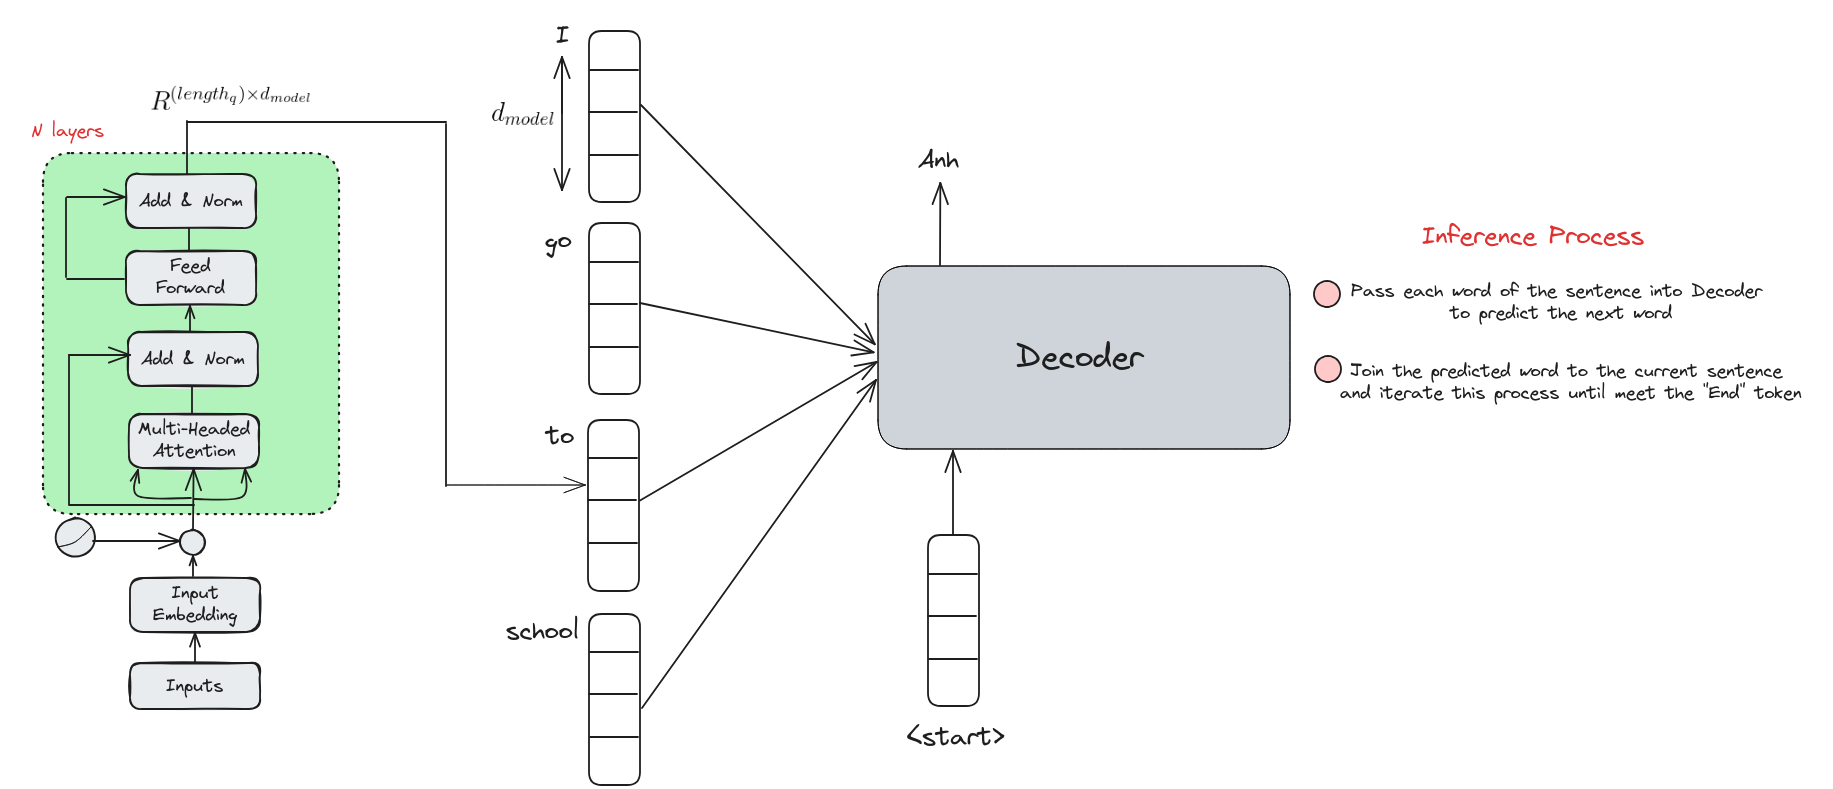 R^{(length_q)×d_{model}}
N layers
Add & Norm
Feed
Forward
Add & Norm
Multi-Headed
Attention
Input
Embedding
Inputs
I
d_{model}
go
to
school
Anh
Decoder
<start>
Inference Process
Pass each word of the sentence into Decoder
to predict the next word
Join the predicted word to the current sentence
and iterate this process until meet the "End" token